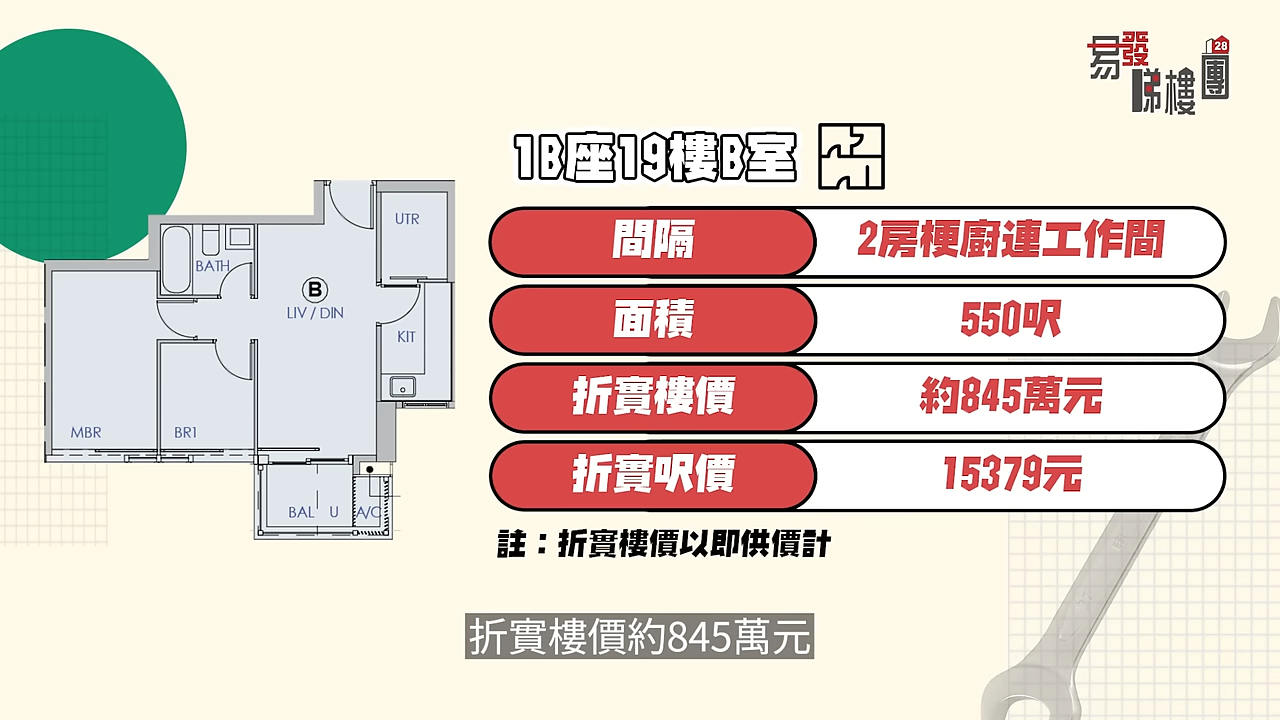 易發睇樓團
28
1B座19樓B室
間隔 2房梗廚連工作間
面積 550呎
折實樓價 約845萬元
折實呎價 15379元
註：折實樓價以即供價計
UTR
BATH
B
LIV / DIN
KIT
MBR
BR1
BAL
U
A/C
折實樓價約845萬元